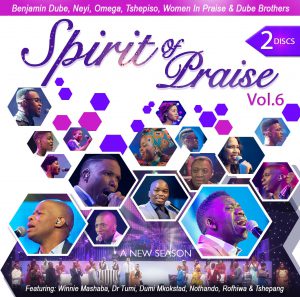 Benjamin Dube, Neyi, Omega, Tshepiso, Women In Praise & Dube Brothers
Spirit of
Praise
2
DISCS
Vol.6
A NEW SEASON
Featuring: Winnie Mashaba, Dr Tumi, Dumi Mkokstad, Nothando, Rofhiwa & Tshepang